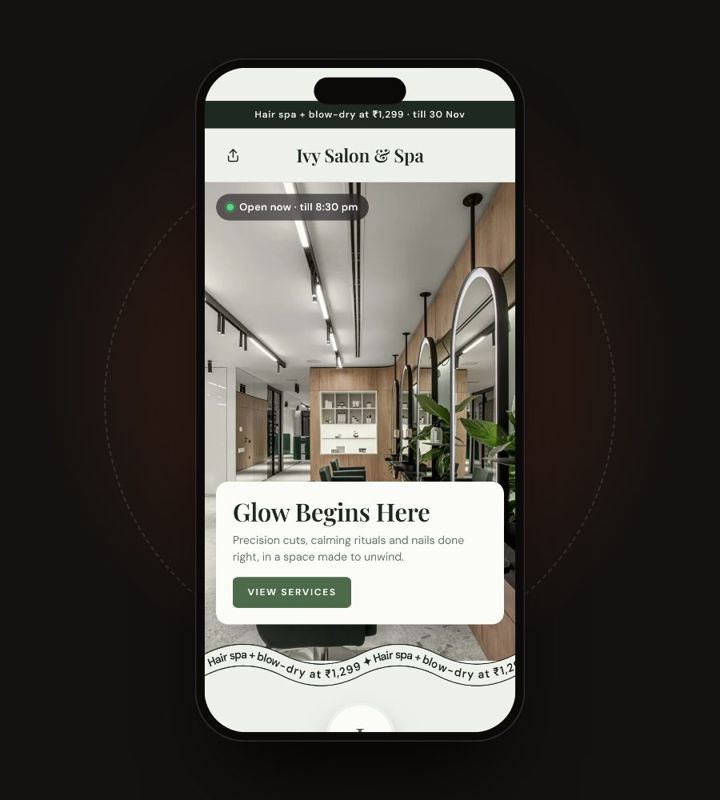 Hair spa + blow-dry at ₹1,299 · till 30 Nov
Ivy Salon & Spa
Open now · till 8:30 pm
Glow Begins Here
Precision cuts, calming rituals and nails done
right, in a space made to unwind.
VIEW SERVICES
Hair spa + blow-dry at ₹1,299 ✦ Hair spa + blow-dry at ₹1,29